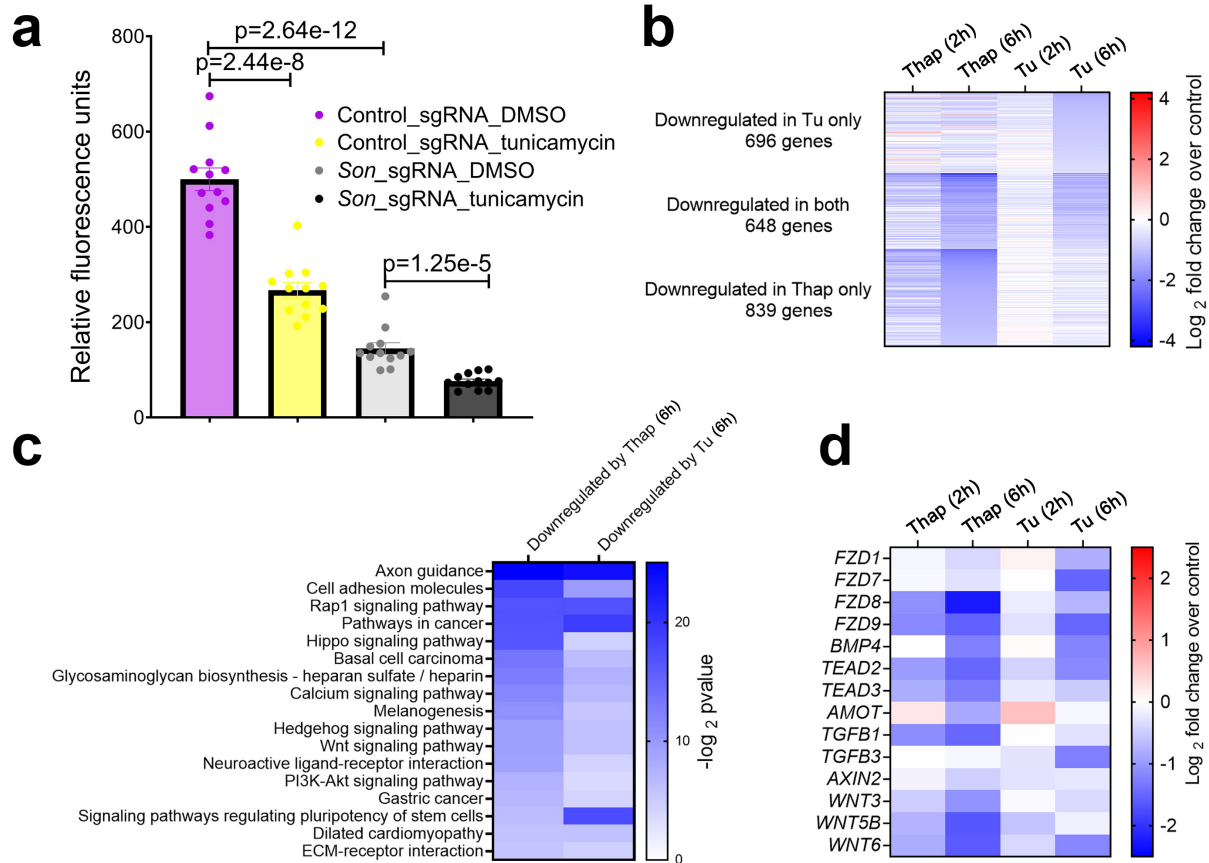 a
800
600
400
200
0
Relative fluorescence units
p=2.64e-12
p=2.44e-8
p=1.25e-5
Control_sgRNA_DMSO
Control_sgRNA_tunicamycin
Son_sgRNA_DMSO
Son_sgRNA_tunicamycin
b
Thap (2h)
Thap (6h)
Tu (2h)
Tu (6h)
Downregulated in Tu only
696 genes
Downregulated in both
648 genes
Downregulated in Thap only
839 genes
4
2
0
-2
-4
Log 2 fold change over control
c
Downregulated by Thap (6h)
Downregulated by Tu (6h)
Axon guidance
Cell adhesion molecules
Rap1 signaling pathway
Pathways in cancer
Hippo signaling pathway
Basal cell carcinoma
Glycosaminoglycan biosynthesis - heparan sulfate / heparin
Calcium signaling pathway
Melanogenesis
Hedgehog signaling pathway
Wnt signaling pathway
Neuroactive ligand-receptor interaction
PI3K-Akt signaling pathway
Gastric cancer
Signaling pathways regulating pluripotency of stem cells
Dilated cardiomyopathy
ECM-receptor interaction
20
10
0
-log 2 pvalue
d
Thap (2h)
Thap (6h)
Tu (2h)
Tu (6h)
FZD1
FZD7
FZD8
FZD9
BMP4
TEAD2
TEAD3
AMOT
TGFB1
TGFB3
AXIN2
WNT3
WNT5B
WNT6
2
1
0
-1
-2
Log 2 fold change over control